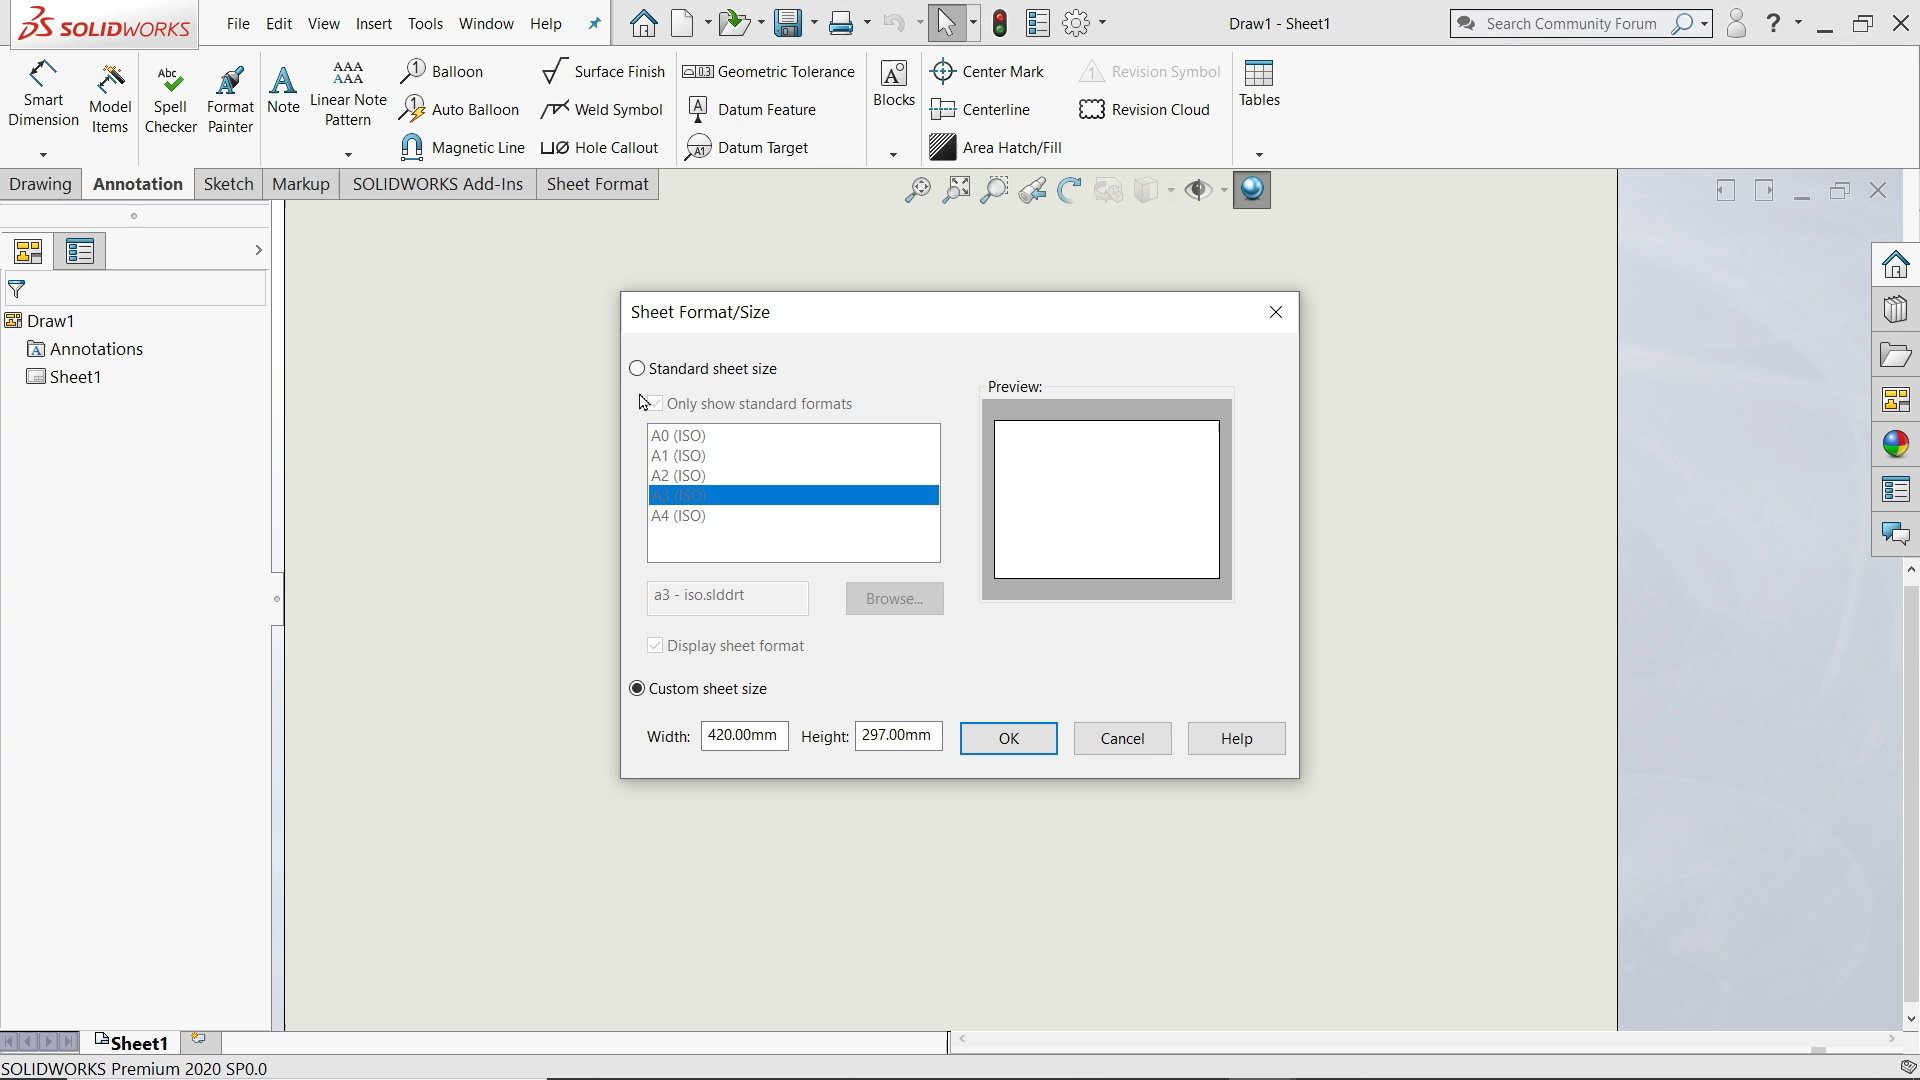 SOLIDWORKS
File Edit View Insert Tools Window Help
Draw1 - Sheet1
Search Community Forum
?
Smart
Dimension
Model
Items
Abc
Spell
Checker
Format
Painter
Note
AAA
AAA
Linear Note
Pattern
Balloon
Auto Balloon
Magnetic Line
Surface Finish
Weld Symbol
Hole Callout
Geometric Tolerance
Datum Feature
Datum Target
Blocks
Center Mark
Centerline
Area Hatch/Fill
Revision Symbol
Revision Cloud
Tables
Drawing Annotation Sketch Markup SOLIDWORKS Add-Ins Sheet Format
Draw1
Annotations
Sheet1
Sheet Format/Size
Standard sheet size
Only show standard formats
A0 (ISO)
A1 (ISO)
A2 (ISO)
A3 (ISO)
A4 (ISO)
a3 - iso.slddrt
Browse...
Display sheet format
Preview:
Custom sheet size
Width: 420.00mm Height: 297.00mm OK Cancel Help
Sheet1
SOLIDWORKS Premium 2020 SP0.0